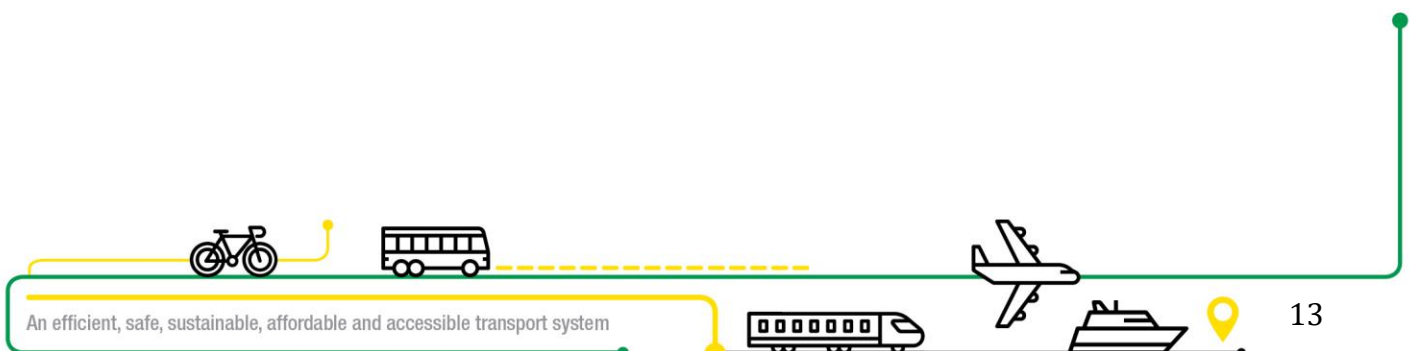 An efficient, safe, sustainable, affordable and accessible transport system
13